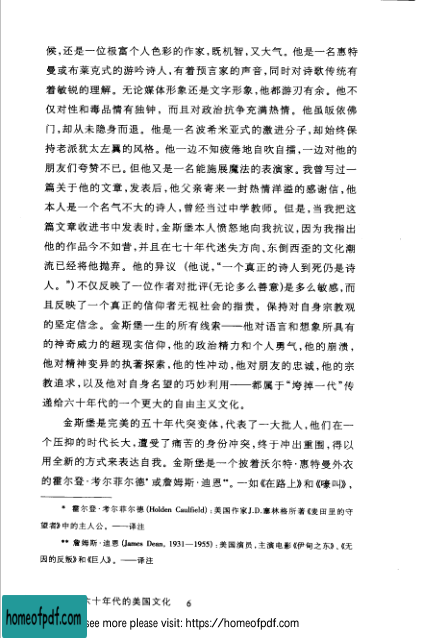 候,还是一位极富个人色彩的作家,既机智,又大气。他是一名惠特
曼或布莱克式的游吟诗人,有着预言家的声音,同时对诗歌传统有
着敏锐的理解。无论媒体形象还是文字形象,他都游刃有余。他不
仅对性和毒品情有独钟,而且对政治抗争充满热情。他虽皈依佛
门,却从未隐身而退。他是一名波希米亚式的激进分子,却始终保
持老派犹太左翼的风格。他一边不知疲倦地自吹自擂,一边对他的
朋友们夸赞不已。但他又是一名能施展魔法的表演家。我曾写过一
篇关于他的文章,发表后,他父亲寄来一封热情洋溢的感谢信,他
本人是一个名气不大的诗人,曾经当过中学教师。但是,当我把这
篇文章收进书中发表时,金斯堡本人愤怒地向我抗议,因为我指出
他的作品今不如昔,并且在七十年代迷失方向、东倒西歪的文化潮
流已经将他抛弃。他的异议(他说,“一个真正的诗人到死仍是诗
人。”)不仅反映了一位作者对批评(无论多么善意)是多么敏感,而
且反映了一个真正的信仰者无视社会的指责,保持对自身宗教观
的坚定信念。金斯堡一生的所有线索——他对语言和想象所具有
的神奇威力的超现实信仰,他的政治精力和个人勇气,他的崩溃,
他对精神变异的执著探索,他的性冲动,他对朋友的忠诚,他的宗
教追求,以及他对自身名望的巧妙利用——都属于“垮掉一代”传
递给六十年代的一个更大的自由主义文化。
金斯堡是完美的五十年代突变体,代表了一大批人,他们在一
个压抑的时代长大,遭受了痛苦的身份冲突,终于冲出重围,得以
用全新的方式来表达自我。金斯堡是一个披着沃尔特·惠特曼外衣
的霍尔登·考尔菲尔德*或詹姆斯·迪恩**。一如《在路上》和《嚎叫》,
* 霍尔登·考尔菲尔德(Holden Caulfield):美国作家J.D.塞林格所著《麦田里的守
望者》中的主人公。——译注
** 詹姆斯·迪恩(James Dean, 1931—1955):美国演员,主演电影《伊甸之东》、《无
因的反叛》和《巨人》。——译注
六十年代的美国文化 6
homeofpdf.com
see more please visit: https://homeofpdf.com